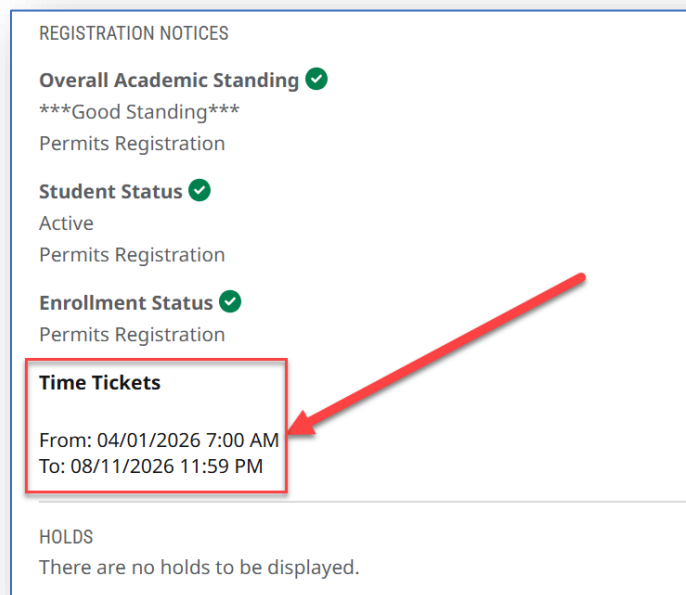 REGISTRATION NOTICES
Overall Academic Standing
***Good Standing***
Permits Registration
Student Status
Active
Permits Registration
Enrollment Status
Permits Registration
Time Tickets
From: 04/01/2026 7:00 AM
To: 08/11/2026 11:59 PM
HOLDS
There are no holds to be displayed.